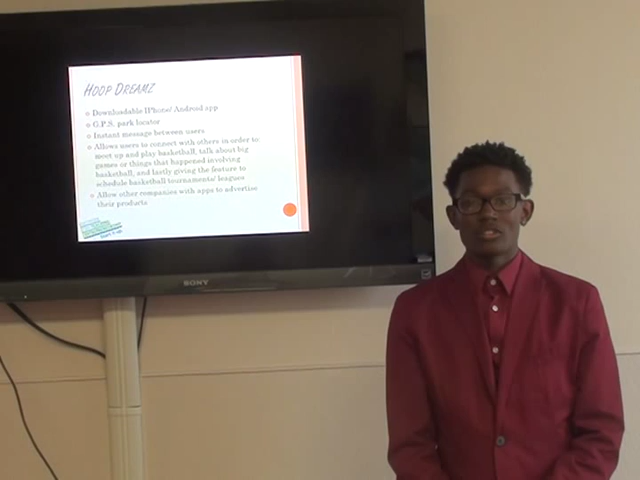 HOOP DREAMZ
Downloadable IPhone/ Android app
G.P.S. park locator
Instant message between users
Allows users to connect with others in order to
meet up and play basketball, talk about big
games or things that happened involving
basketball, and lastly giving the feature to
schedule basketball tournaments/ leagues
Allow other companies with apps to advertise
their products
SONY